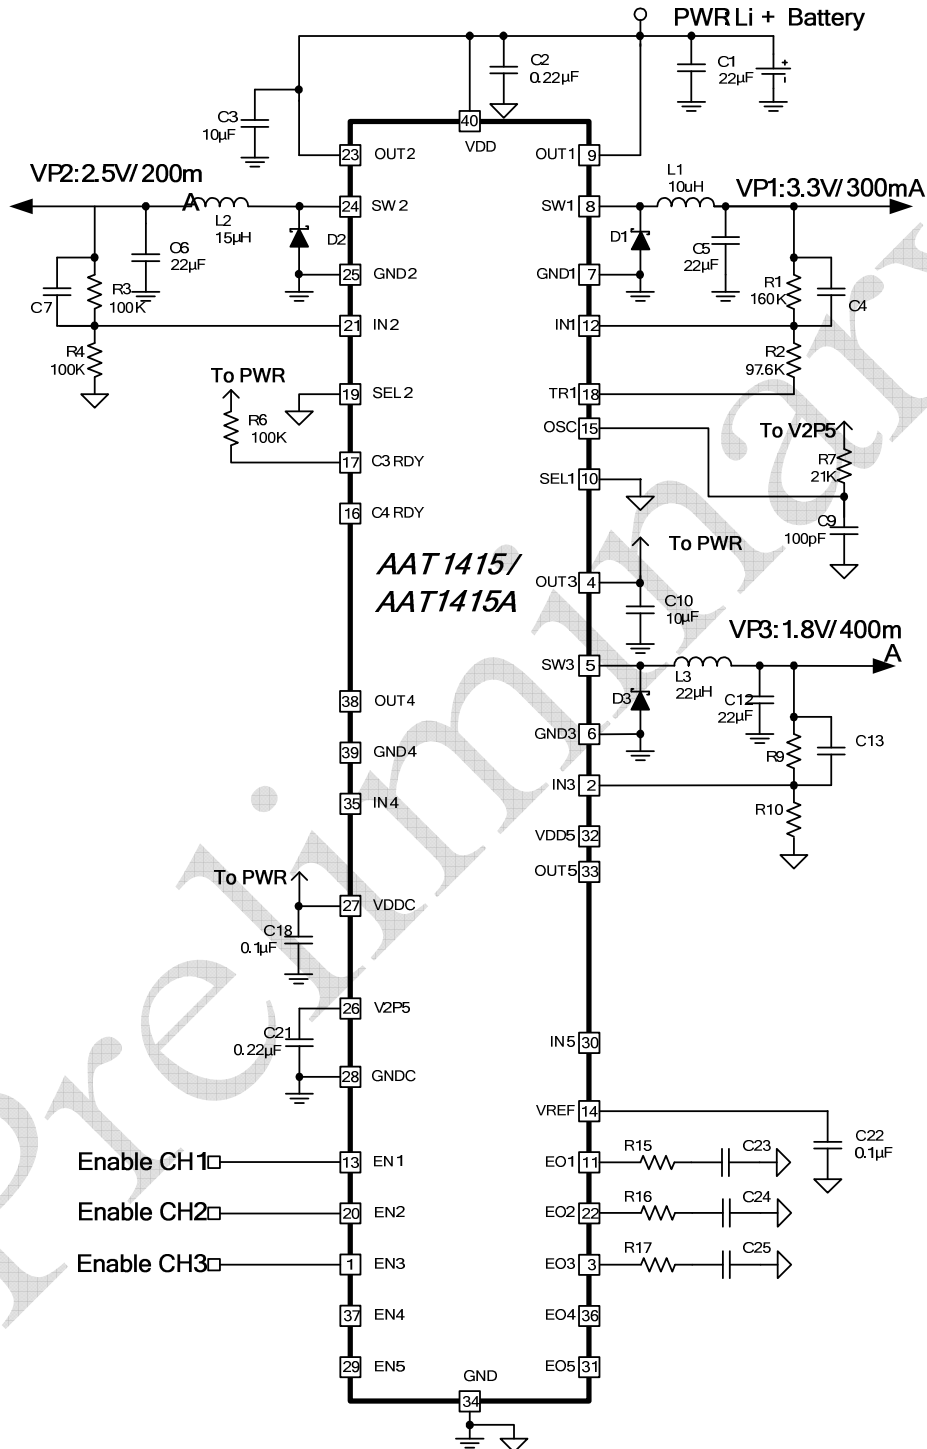 PWR Li + Battery
C2
0.22µF
C1
22µF
+
C3
10µF
40
VDD
23
OUT2
OUT1
9
VP2:2.5V/200m
A
L2
15µH
24
SW2
SW1
8
L1
10uH
VP1:3.3V/300mA
C6
22µF
D2
D1
C5
22µF
C7
R3
100K
25
GND2
GND1
7
R1
160K
C4
21
IN2
IN1
12
R4
100K
R2
97.6K
To PWR
19
SEL2
TR1
18
R6
100K
OSC
15
To V2P5
17
C3RDY
SEL1
10
R7
21K
16
C4RDY
C9
100pF
To PWR
AAT1415/
AAT1415A
OUT3
4
C10
10µF
VP3:1.8V/400m
A
SW3
5
L3
22µH
38
OUT4
D3
C12
22µF
GND3
6
39
GND4
R9
C13
35
IN4
IN3
2
R10
VDD5
32
To PWR
OUT5
33
27
VDDC
C18
0.1µF
26
V2P5
C21
0.22µF
IN5
30
28
GNDC
VREF
14
C22
0.1µF
Enable CH1
13
EN1
EO1
11
R15
C23
Enable CH2
20
EN2
EO2
22
R16
C24
Enable CH3
1
EN3
EO3
3
R17
C25
37
EN4
EO4
36
29
EN5
EO5
31
GND
34
Preliminary